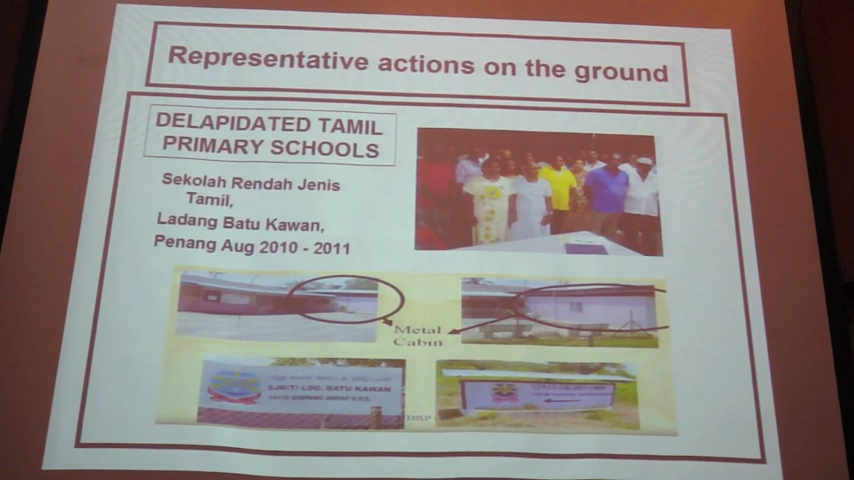 Representative actions on the ground
DELAPIDATED TAMIL
PRIMARY SCHOOLS
Sekolah Rendah Jenis
Tamil,
Ladang Batu Kawan,
Penang Aug 2010 - 2011
Metal
Cabin
SJK(T) LDG. BATU KAWAN
HRP